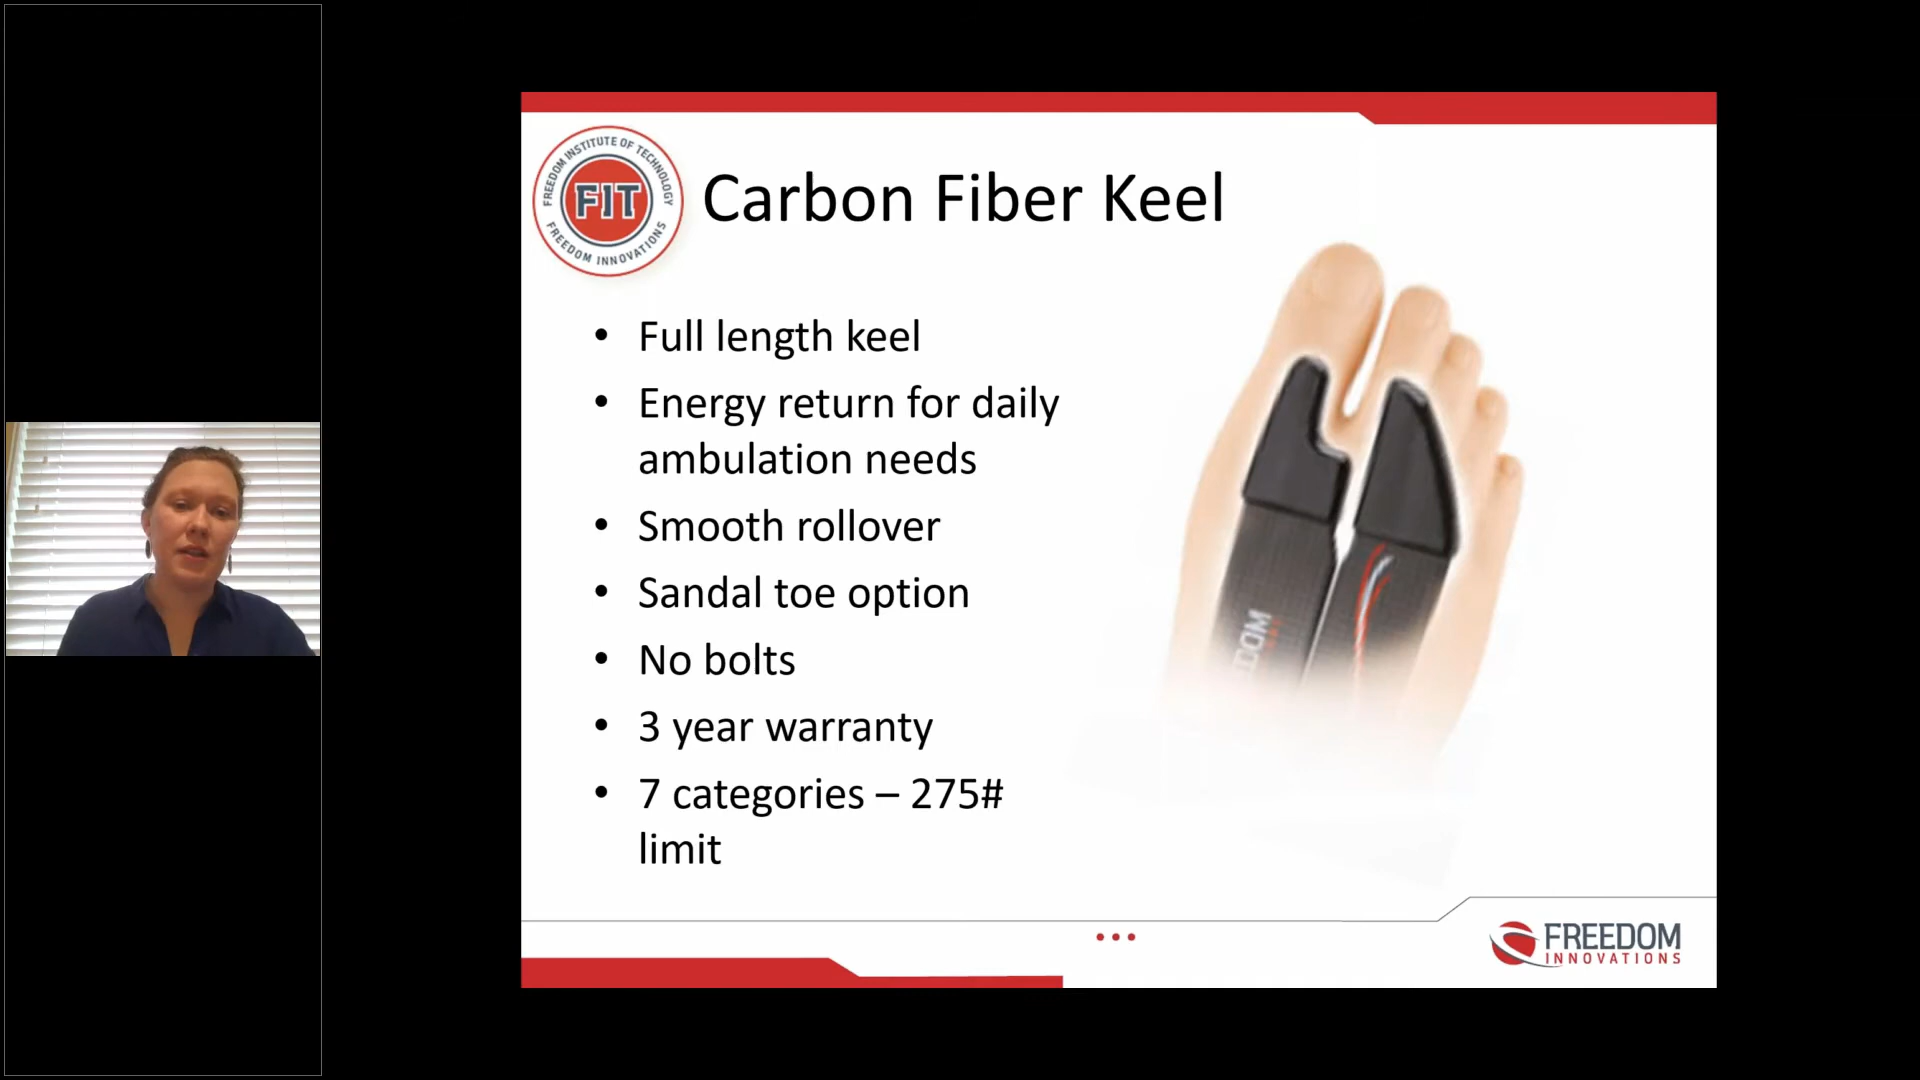 FREEDOM INSTITUTE OF TECHNOLOGY
FIT
FREEDOM INNOVATIONS
Carbon Fiber Keel
• Full length keel
• Energy return for daily
ambulation needs
• Smooth rollover
• Sandal toe option
• No bolts
• 3 year warranty
• 7 categories – 275#
limit
FREEDOM
INNOVATIONS